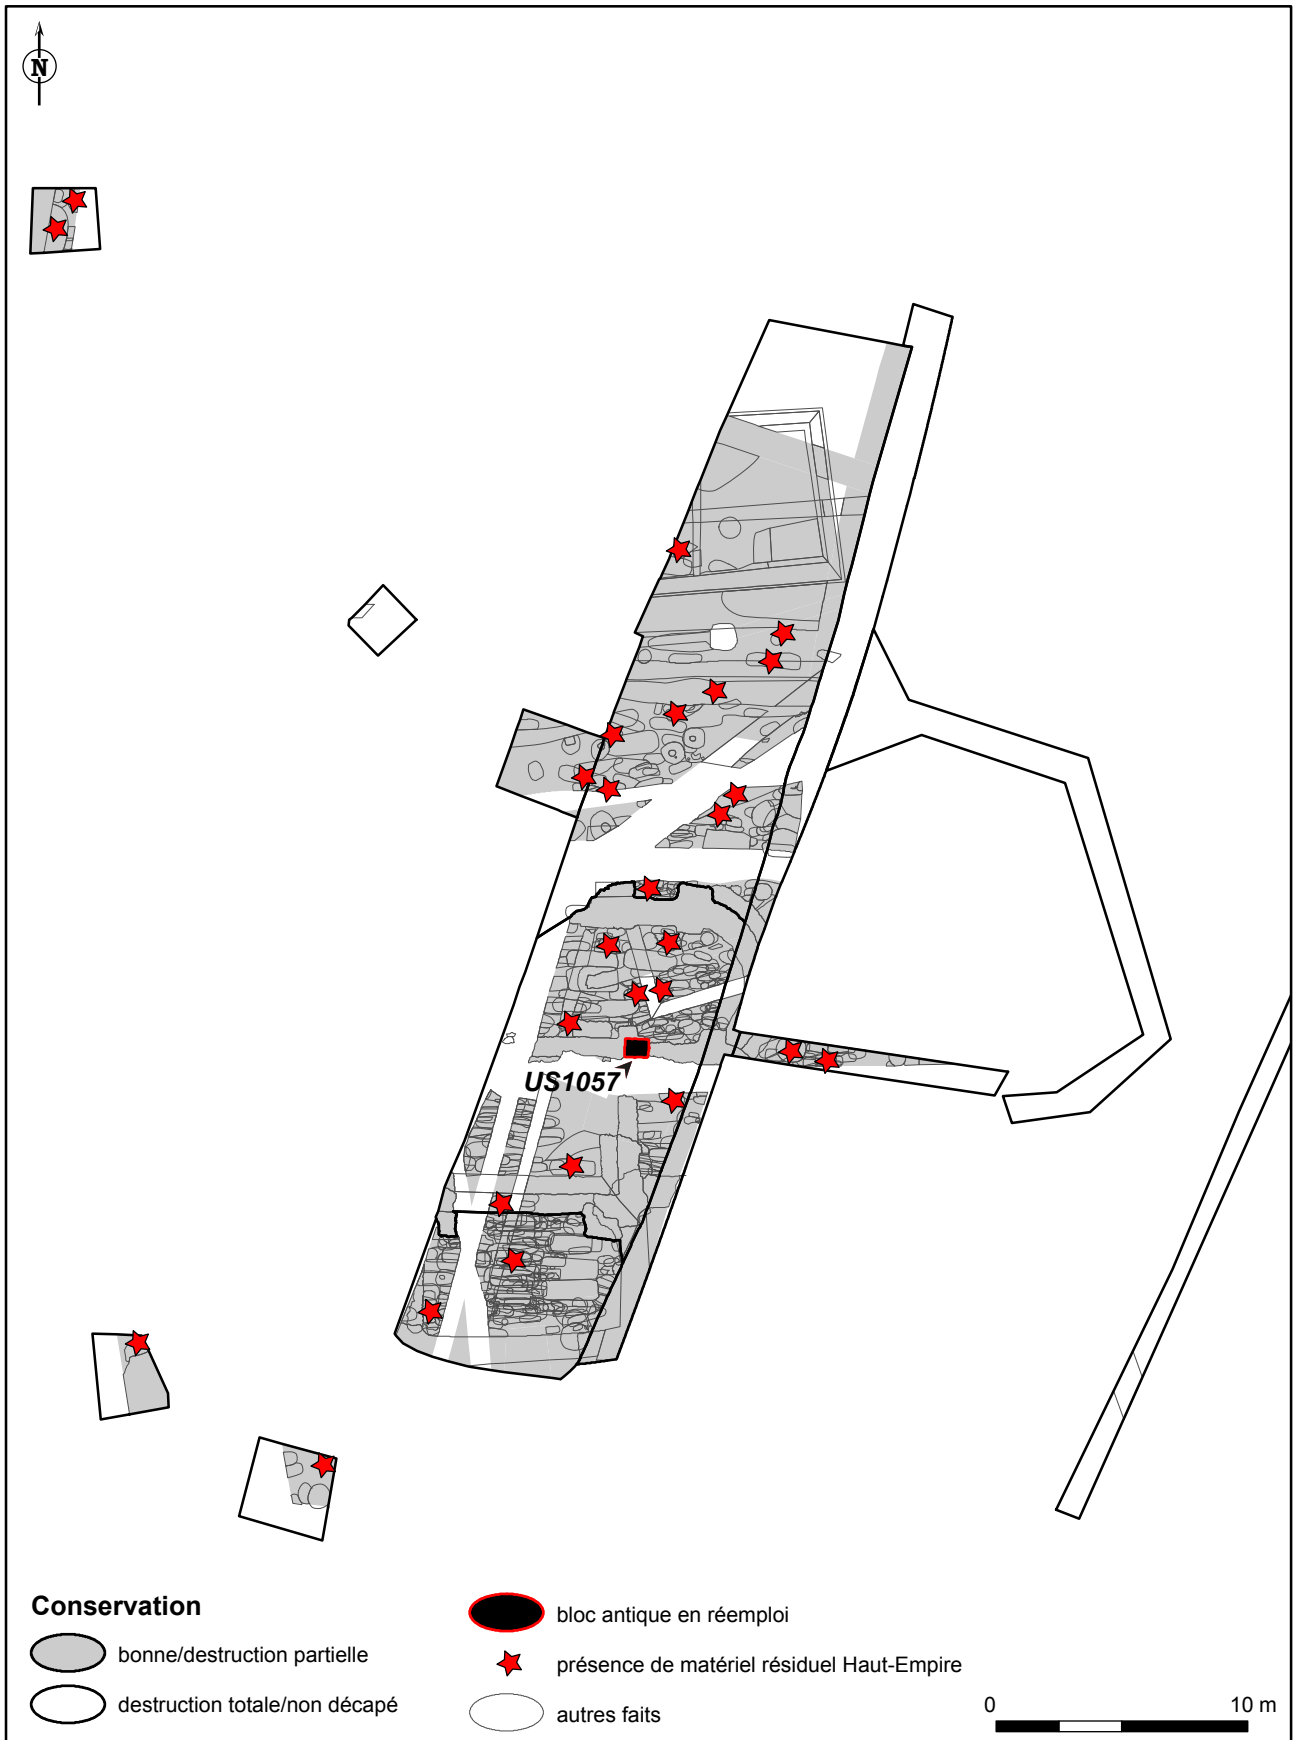 N
US1057
Conservation
bonne/destruction partielle
destruction totale/non décapé
bloc antique en réemploi
présence de matériel résiduel Haut-Empire
autres faits
0 10 m